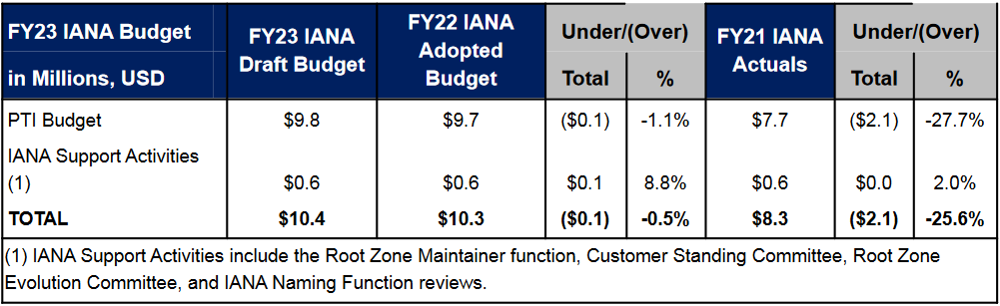 FY23 IANA Budget
in Millions, USD
FY23 IANA
Draft Budget
FY22 IANA
Adopted
Budget
Under/(Over)
Total %
FY21 IANA
Actuals
Under/(Over)
Total %
PTI Budget $9.8 $9.7 ($0.1) -1.1% $7.7 ($2.1) -27.7%
IANA Support Activities
(1) $0.6 $0.6 $0.1 8.8% $0.6 $0.0 2.0%
TOTAL $10.4 $10.3 ($0.1) -0.5% $8.3 ($2.1) -25.6%
(1) IANA Support Activities include the Root Zone Maintainer function, Customer Standing Committee, Root Zone
Evolution Committee, and IANA Naming Function reviews.